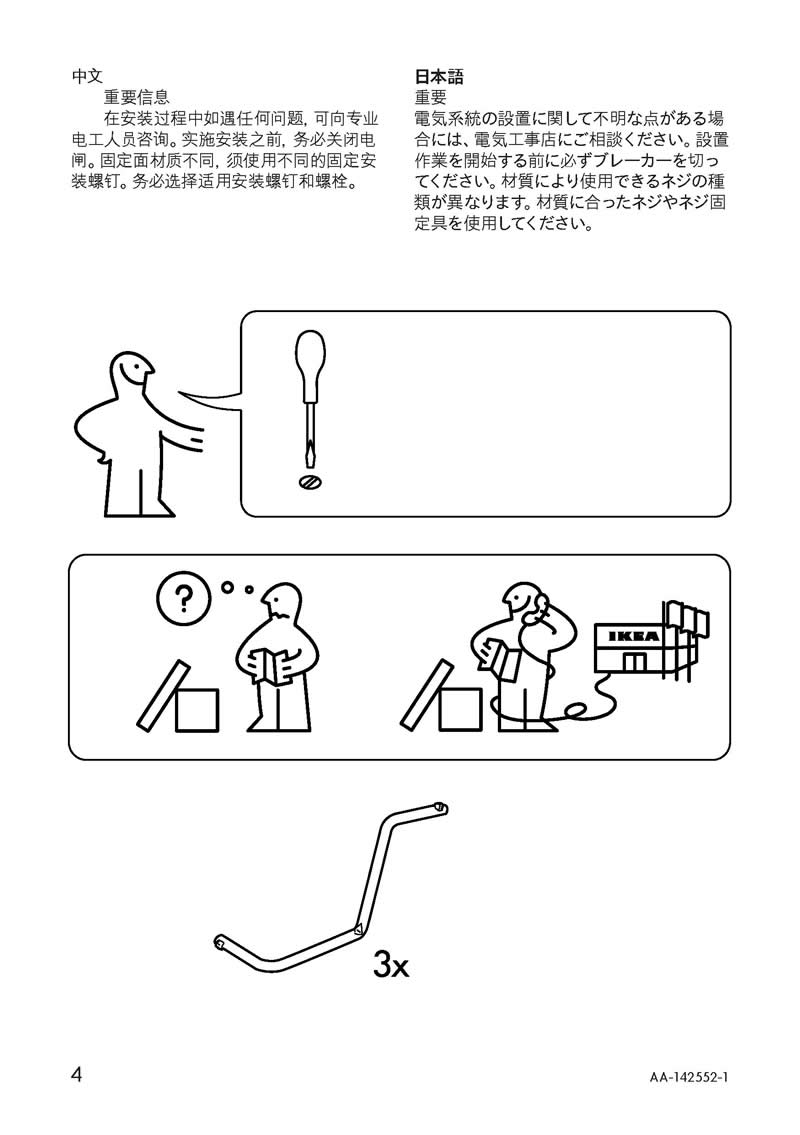 中文
重要信息
在安装过程中如遇任何问题, 可向专业
电工人员咨询。实施安装之前, 务必关闭电
闸。固定面材质不同, 须使用不同的固定安
装螺钉。务必选择适用安装螺钉和螺栓。
日本語
重要
電気系統の設置に関して不明な点がある場
合には、電気工事店にご相談ください。設置
作業を開始する前に必ずブレーカーを切っ
てください。材質により使用できるネジの種
類が異なります。材質に合ったネジやネジ固
定具を使用してください。
?
IKEA
3x
4
AA-142552-1